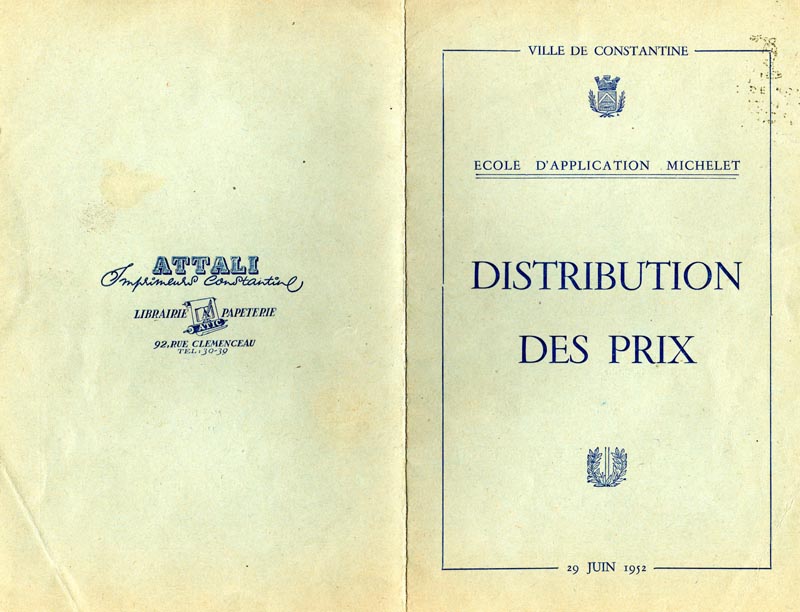 ATTALI
Imprimeurs Constantine
LIBRAIRIE PAPETERIE
ATIC
92, RUE CLEMENCEAU
TEL: 30-39
VILLE DE CONSTANTINE
ECOLE D'APPLICATION MICHELET
DISTRIBUTION
DES PRIX
29 JUIN 1952